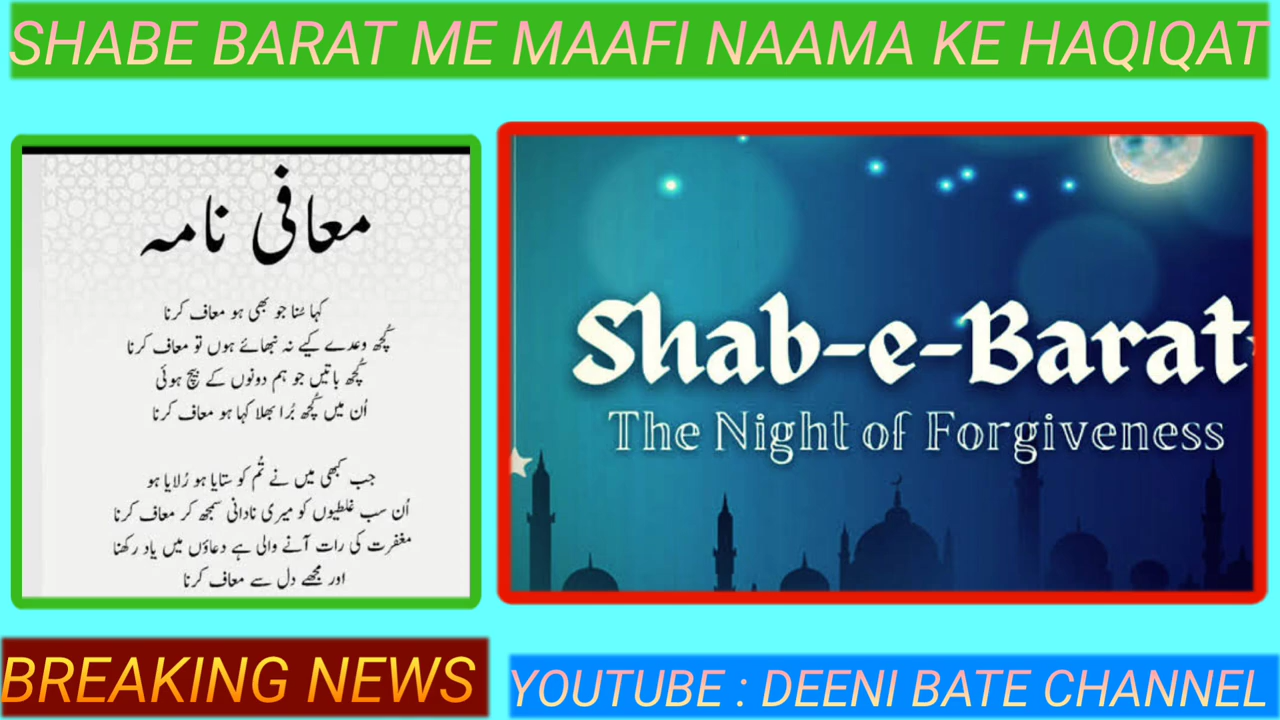 SHABE BARAT ME MAAFI NAAMA KE HAQIQAT
معافی نامہ
کہا سُنا جو بھی ہو معاف کرنا
کُچھ وعدے کیے نہ نبھائے ہوں تو معاف کرنا
کُچھ باتیں جو ہم دونوں کے بیچ ہوئی
اُن میں کُچھ بُرا بھلا کہا ہو معاف کرنا
جب کبھی میں نے تُم کو ستایا ہو رُلایا ہو
اُن سب غلطیوں کو میری نادانی سمجھ کر معاف کرنا
مغفرت کی رات آنے والی ہے دعاؤں میں یاد رکھنا
اور مجھے دل سے معاف کرنا
Shab-e-Barat
The Night of Forgiveness
BREAKING NEWS
YOUTUBE : DEENI BATE CHANNEL